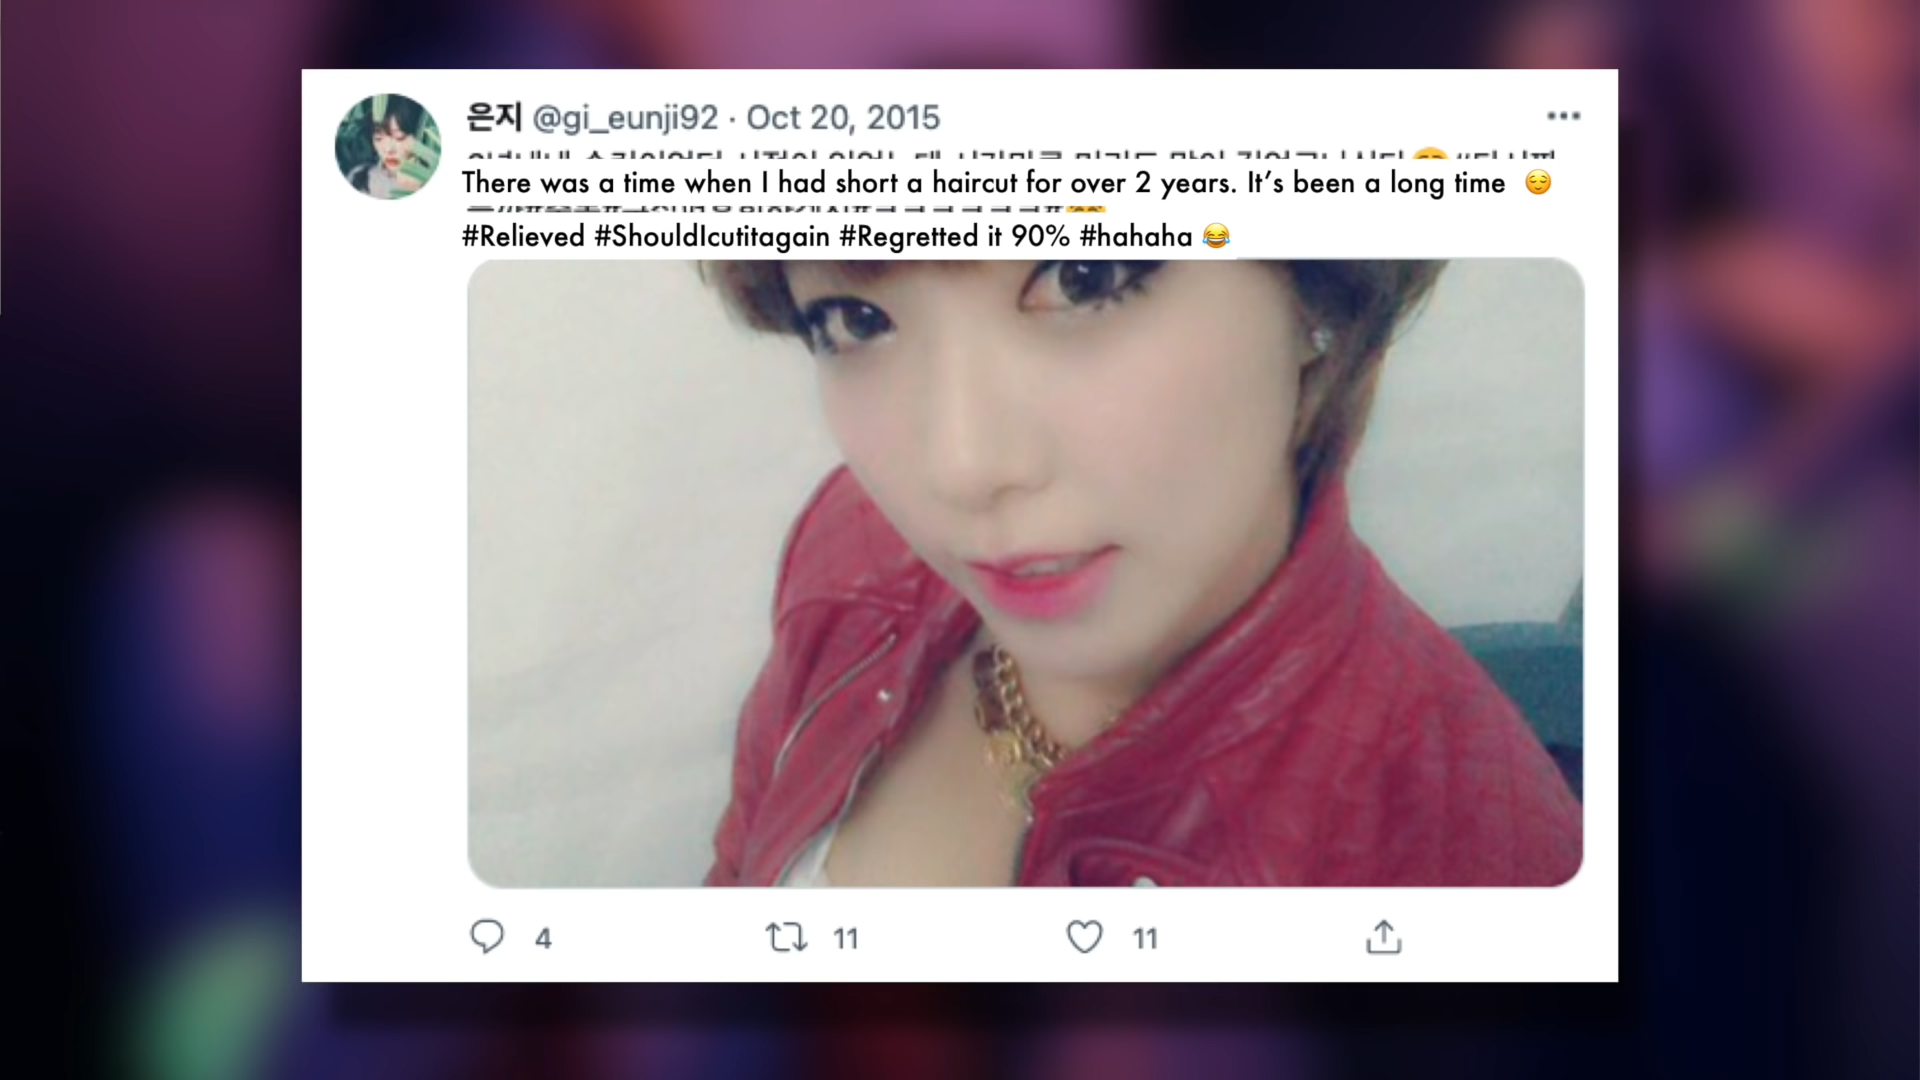 은지 @gi_eunji92 · Oct 20, 2015
There was a time when I had short a haircut for over 2 years. It’s been a long time 😌
#Relieved #ShouldIcutitagain #Regretted it 90% #hahaha 😂
4 11 11